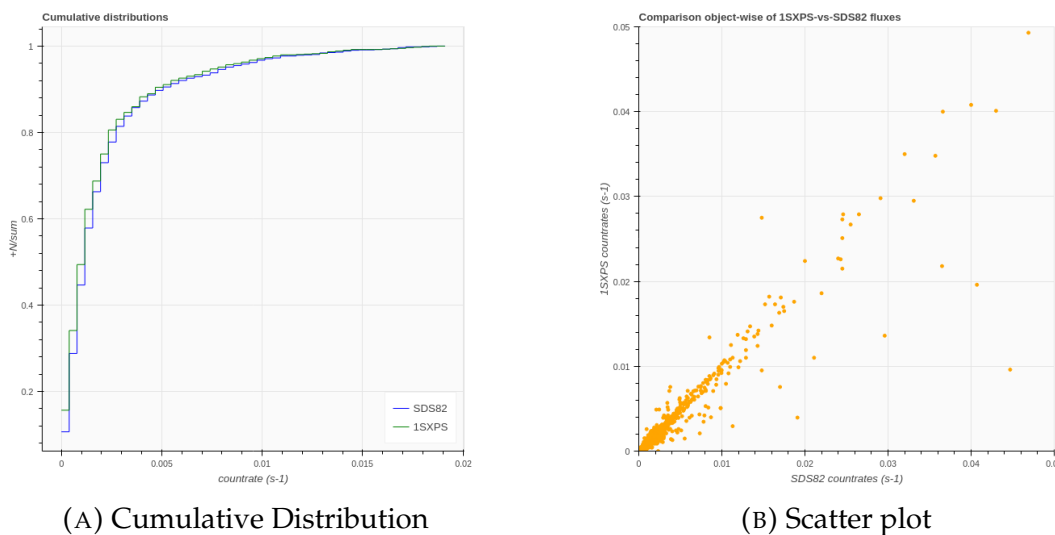 Cumulative distributions
1
0.8
0.6
0.4
0.2
+N/sum
SDS82
1SXPS
0
0.005
0.01
0.015
0.02
countrate (s-1)
(A) Cumulative Distribution
Comparison object-wise of 1SXPS-vs-SDS82 fluxes
0.05
0.04
0.03
0.02
0.01
0
1SXPS countrates (s-1)
0
0.01
0.02
0.03
0.04
SDS82 countrates (s-1)
(B) Scatter plot